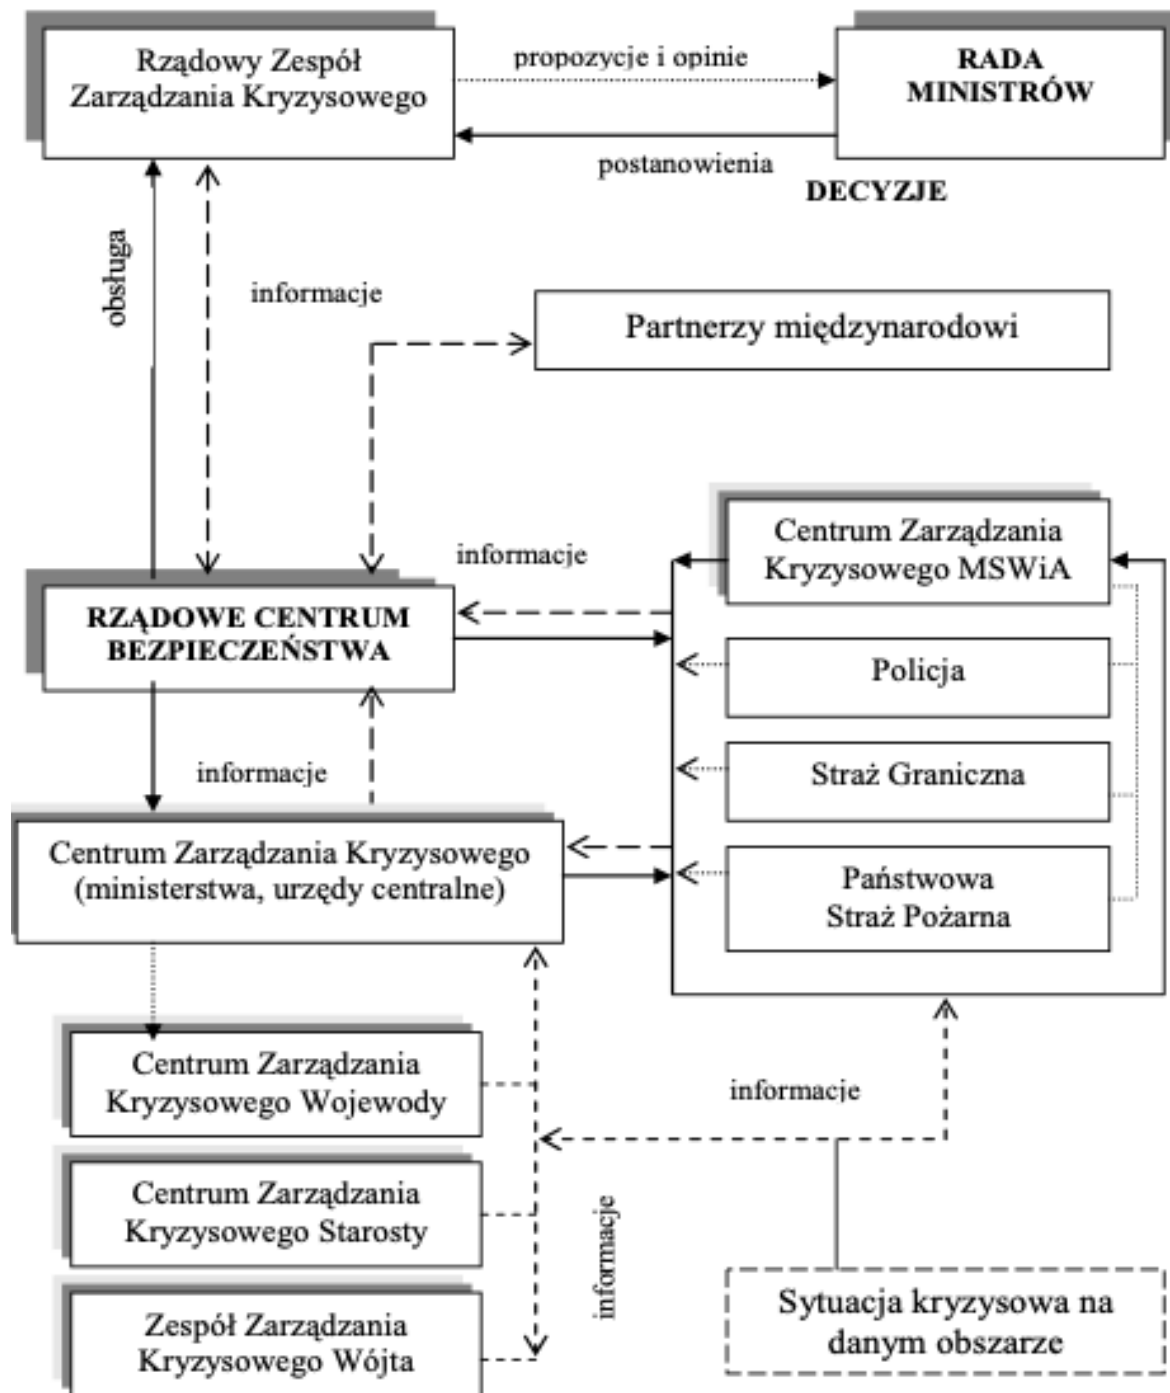 Rządowy Zespół
Zarządzania Kryzysowego
propozycje i opinie
RADA
MINISTRÓW
postanowienia
DECYZJE
obsługa
informacje
Partnerzy międzynarodowi
Centrum Zarządzania
Kryzysowego MSWiA
informacje
RZĄDOWE CENTRUM
BEZPIECZEŃSTWA
Policja
informacje
Straż Graniczna
Centrum Zarządzania Kryzysowego
(ministerstwa, urzędy centralne)
Państwowa
Straż Pożarna
Centrum Zarządzania
Kryzysowego Wojewody
informacje
Centrum Zarządzania
Kryzysowego Starosty
informacje
Zespół Zarządzania
Kryzysowego Wójta
Sytuacja kryzysowa na
danym obszarze